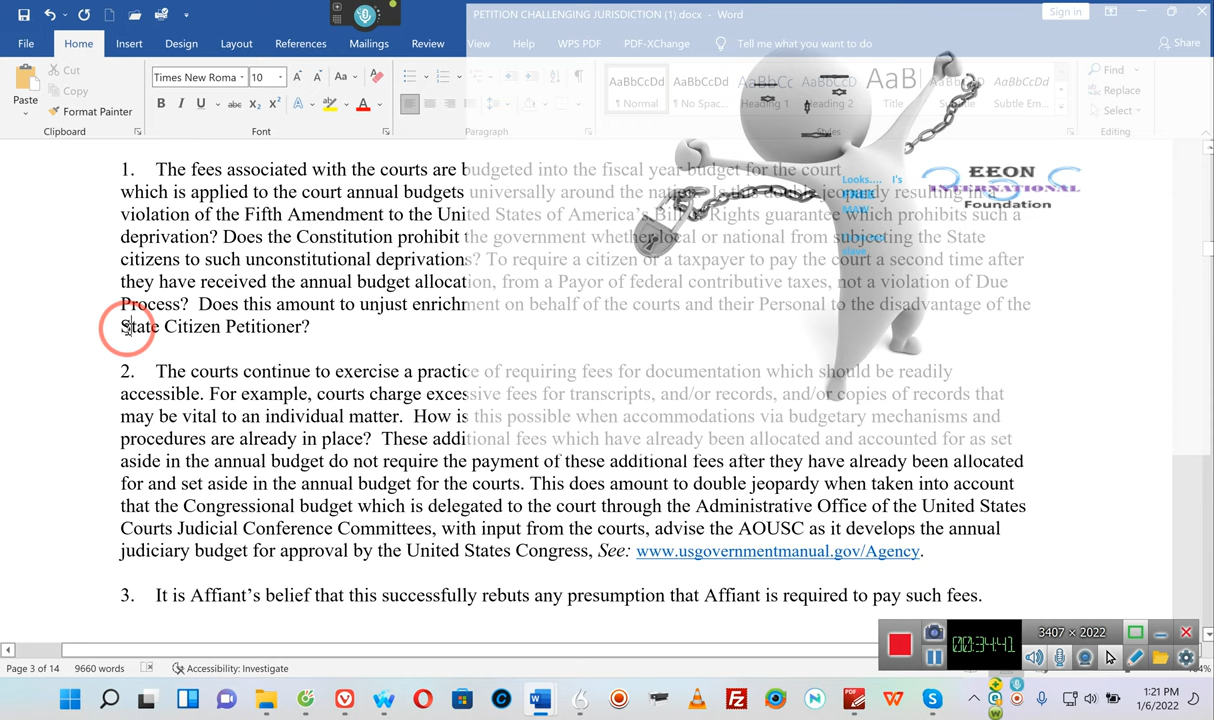 PETITION CHALLENGING JURISDICTION (1).docx - Word
Sign in
File Home Insert Design Layout References Mailings Review View Help WPS PDF PDF-XChange Tell me what you want to do Share
Paste
Cut
Copy
Format Painter
Clipboard
Times New Roma 10
Font
Paragraph
AaBbCcDd AaBbCcDd AaBbCc AaBbCcD AaB AaBbCcD AaBbCcDd
¶ Normal ¶ No Spac... Heading 1 Heading 2 Title Subtitle Subtle Em...
Styles
Find
Replace
Select
Editing
1. The fees associated with the courts are budgeted into the fiscal year budget for the court
which is applied to the court annual budgets universally around the nation. Is this double jeopardy resulting in a
violation of the Fifth Amendment to the United States of America's Bill of Rights guarantee which prohibits such a
deprivation? Does the Constitution prohibit the government whether local or national from subjecting the State
citizens to such unconstitutional deprivations? To require a citizen or a taxpayer to pay the court a second time after
they have received the annual budget allocation, from a Payor of federal contributive taxes, not a violation of Due
Process?  Does this amount to unjust enrichment on behalf of the courts and their Personal to the disadvantage of the
State Citizen Petitioner?
Looks.... I's
FREE
MAW
slave
EEON
INTERNATIONAL
Foundation
2. The courts continue to exercise a practice of requiring fees for documentation which should be readily
accessible. For example, courts charge excessive fees for transcripts, and/or records, and/or copies of records that
may be vital to an individual matter.  How is this possible when accommodations via budgetary mechanisms and
procedures are already in place?  These additional fees which have already been allocated and accounted for as set
aside in the annual budget do not require the payment of these additional fees after they have already been allocated
for and set aside in the annual budget for the courts. This does amount to double jeopardy when taken into account
that the Congressional budget which is delegated to the court through the Administrative Office of the United States
Courts Judicial Conference Committees, with input from the courts, advise the AOUSC as it develops the annual
judiciary budget for approval by the United States Congress, See: www.usgovernmentmanual.gov/Agency.
3. It is Affiant's belief that this successfully rebuts any presumption that Affiant is required to pay such fees.
00:34:41
3407 × 2022
Page 3 of 14 9660 words Accessibility: Investigate
1:21 PM
1/6/2022